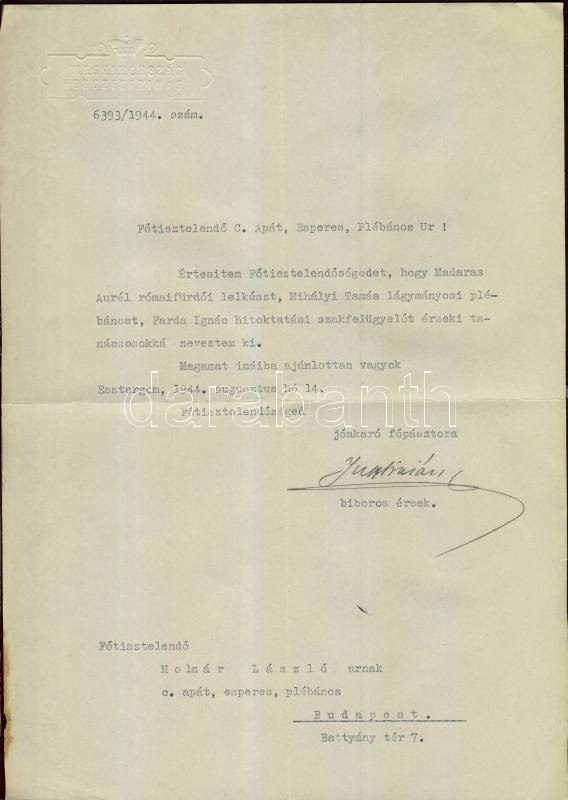 MAGYARORSZÁG
HERCEGPRIMÁS
6393/1944. szám.
Főtisztelendő C. Apát, Esperes, Plébános Ur !
Értesitem Főtisztelendőségedet, hogy Madaras
Aurél rómaifürdői lelkészt, Mihályi Tamás lágymányosi plé-
bánost, Farda Ignác hitoktatási szakfelügyelőt érseki ta-
nácsosokká neveztem ki.
Magamat imáiba ajánlottan vagyok
Esztergom, 1944. augusztus hó 14.
Főtisztelendőséged
darabanth
jóakaró főpásztora
Jusztinián
biboros érsek.
Főtisztelendő
Molnár László urnak
c. apát, esperes, plébános
Budapest.
Battyány tér 7.